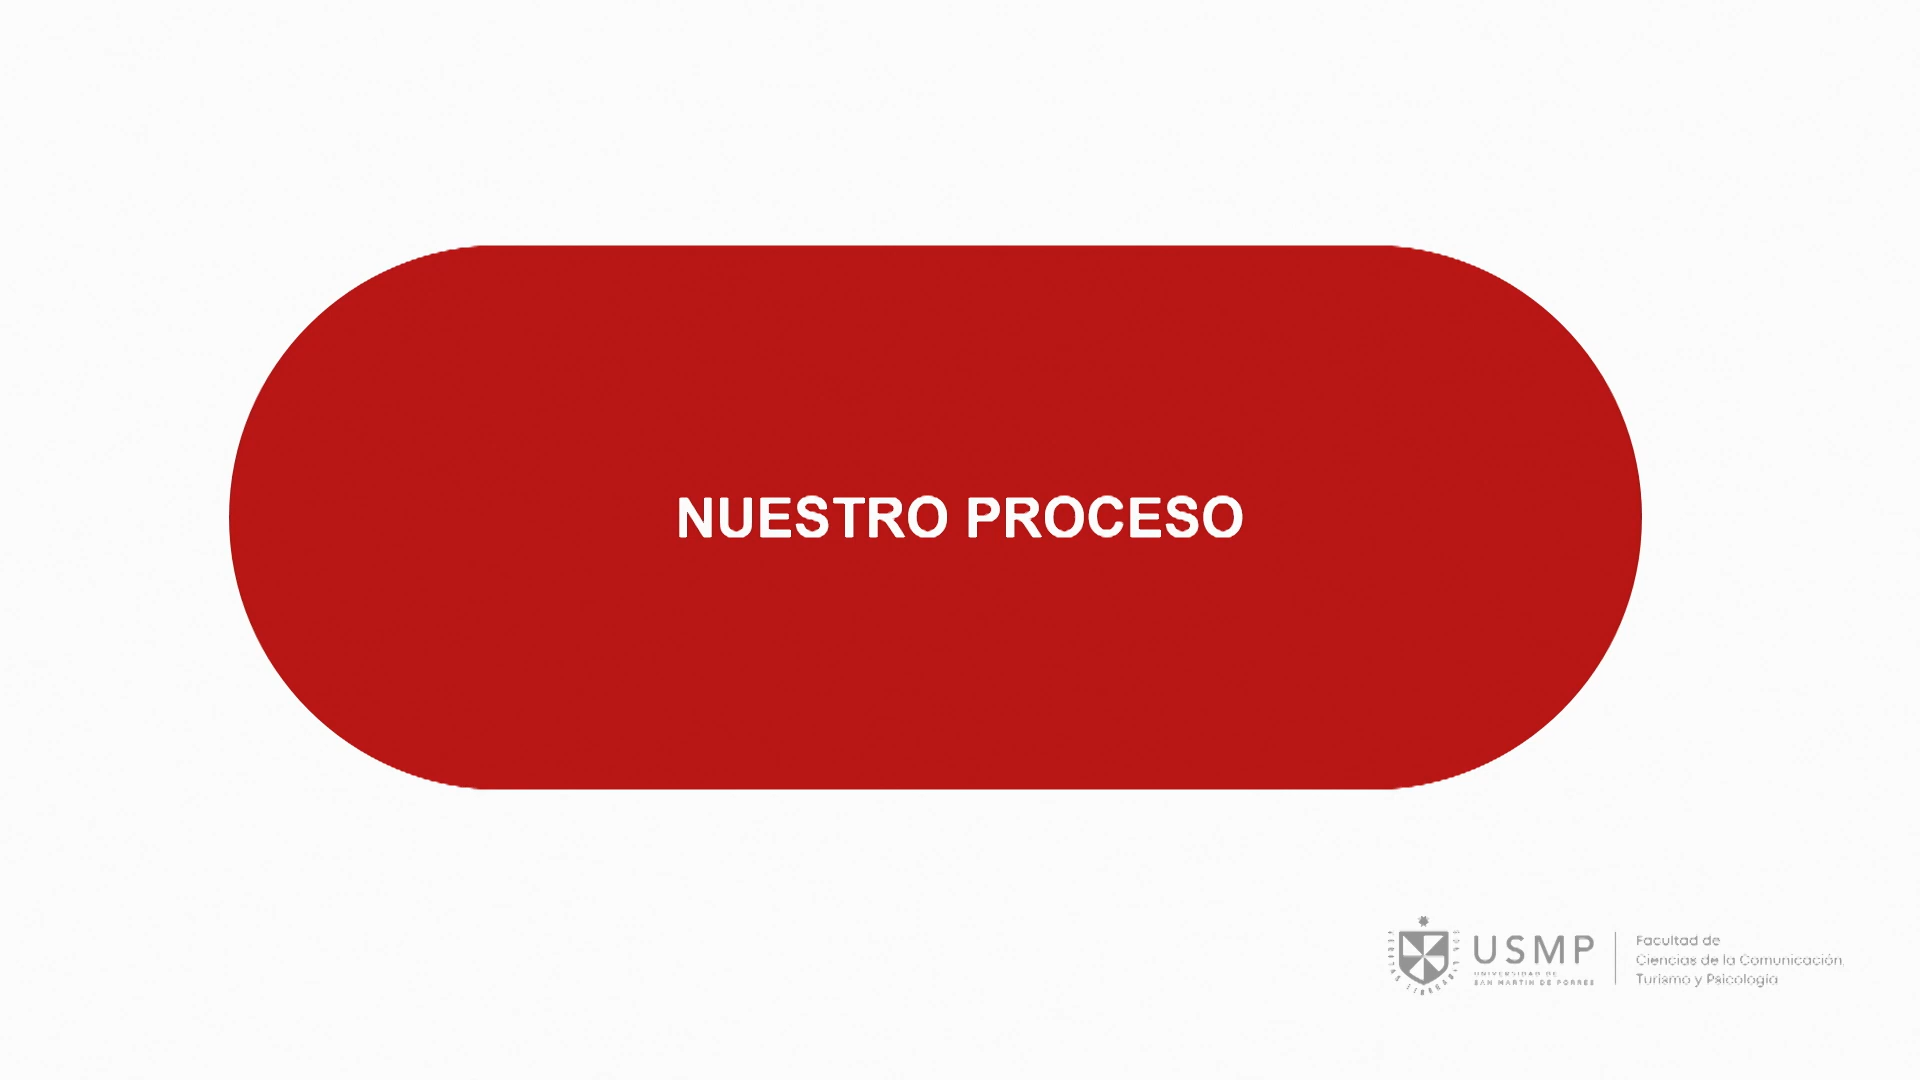 NUESTRO PROCESO
USMP
UNIVERSIDAD DE
SAN MARTIN DE PORRES
Facultad de
Ciencias de la Comunicación,
Turismo y Psicología